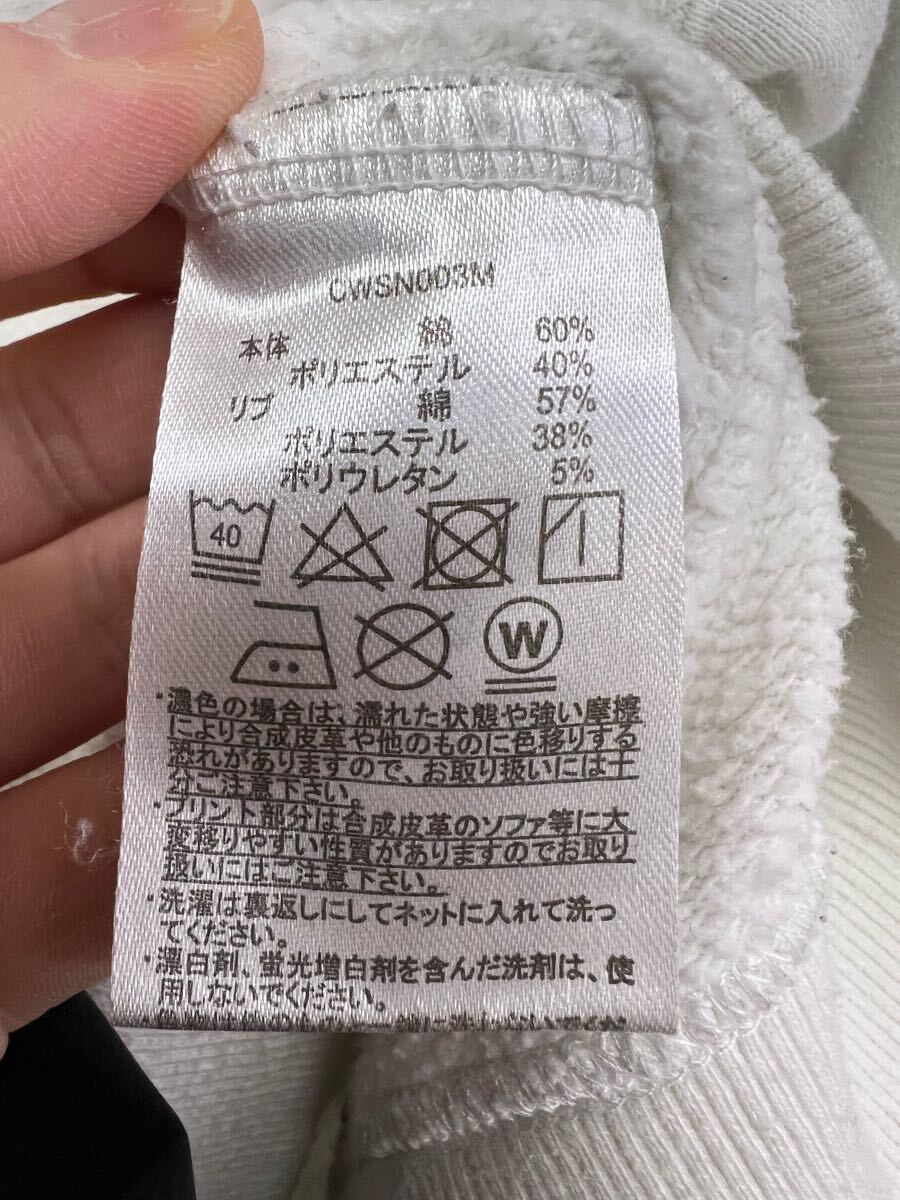 CWSN003M
本体 綿 60%
ポリエステル 40%
リブ 綿 57%
ポリエステル 38%
ポリウレタン 5%
40
W
・濃色の場合は、濡れた状態や強い摩擦
により合成皮革や他のものに色移りする
恐れがありますので、お取り扱いには十
分ご注意下さい。
・プリント部分は合成皮革のソファ等に大
変移りやすい性質がありますのでお取り
扱いにはご注意下さい。
・洗濯は裏返しにしてネットに入れて洗っ
てください。
・漂白剤、蛍光増白剤を含んだ洗剤は、使
用しないでください。